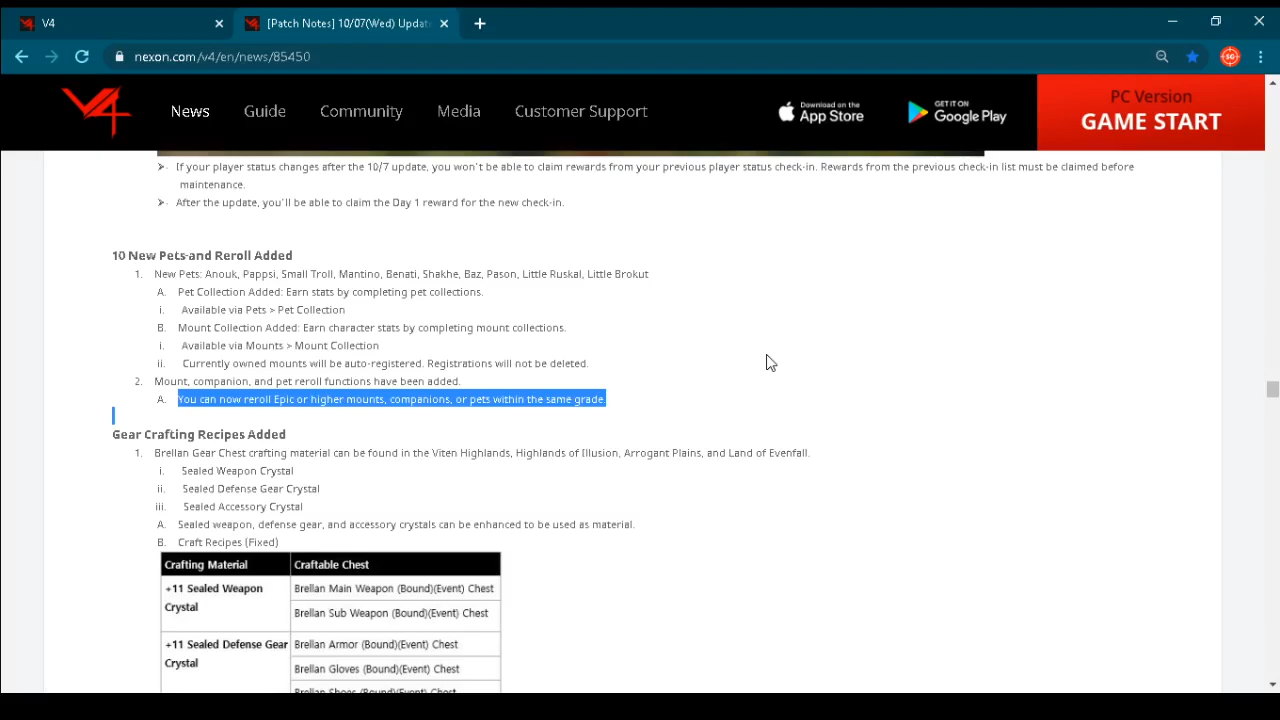 V4
[Patch Notes] 10/07(Wed) Updat
nexon.com/v4/en/news/85450
V4
News
Guide
Community
Media
Customer Support
Download on the
App Store
GET IT ON
Google Play
PC Version
GAME START
➢ If your player status changes after the 10/7 update, you won't be able to claim rewards from your previous player status check-in. Rewards from the previous check-in list must be claimed before
maintenance.
➢ After the update, you'll be able to claim the Day 1 reward for the new check-in.
10 New Pets and Reroll Added
1. New Pets: Anouk, Pappsi, Small Troll, Mantino, Benati, Shakhe, Baz, Pason, Little Ruskal, Little Brokut
A. Pet Collection Added: Earn stats by completing pet collections.
i. Available via Pets > Pet Collection
B. Mount Collection Added: Earn character stats by completing mount collections.
i. Available via Mounts > Mount Collection
ii. Currently owned mounts will be auto-registered. Registrations will not be deleted.
2. Mount, companion, and pet reroll functions have been added.
A. You can now reroll Epic or higher mounts, companions, or pets within the same grade.
Gear Crafting Recipes Added
1. Brellan Gear Chest crafting material can be found in the Viten Highlands, Highlands of Illusion, Arrogant Plains, and Land of Evenfall.
i. Sealed Weapon Crystal
ii. Sealed Defense Gear Crystal
iii. Sealed Accessory Crystal
A. Sealed weapon, defense gear, and accessory crystals can be enhanced to be used as material.
B. Craft Recipes (Fixed)
Crafting Material
Craftable Chest
+11 Sealed Weapon
Crystal
Brellan Main Weapon (Bound)(Event) Chest
Brellan Sub Weapon (Bound)(Event) Chest
+11 Sealed Defense Gear
Crystal
Brellan Armor (Bound)(Event) Chest
Brellan Gloves (Bound)(Event) Chest
Brellan Shoes (Bound)(Event) Chest